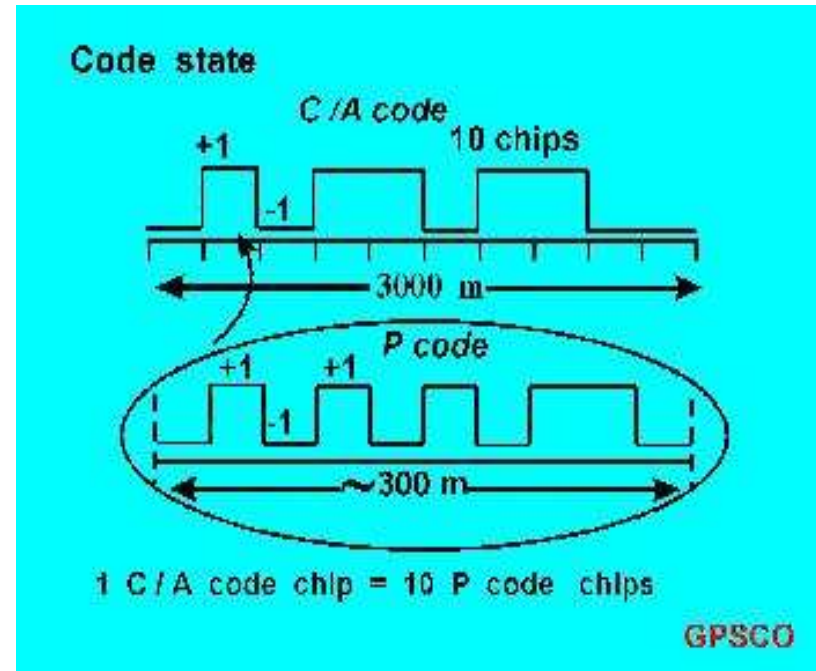 Code state
C/A code
+1 10 chips
-1
3000 m
P code
+1 +1
-1
~300 m
1 C/A code chip = 10 P code chips
GPSCO